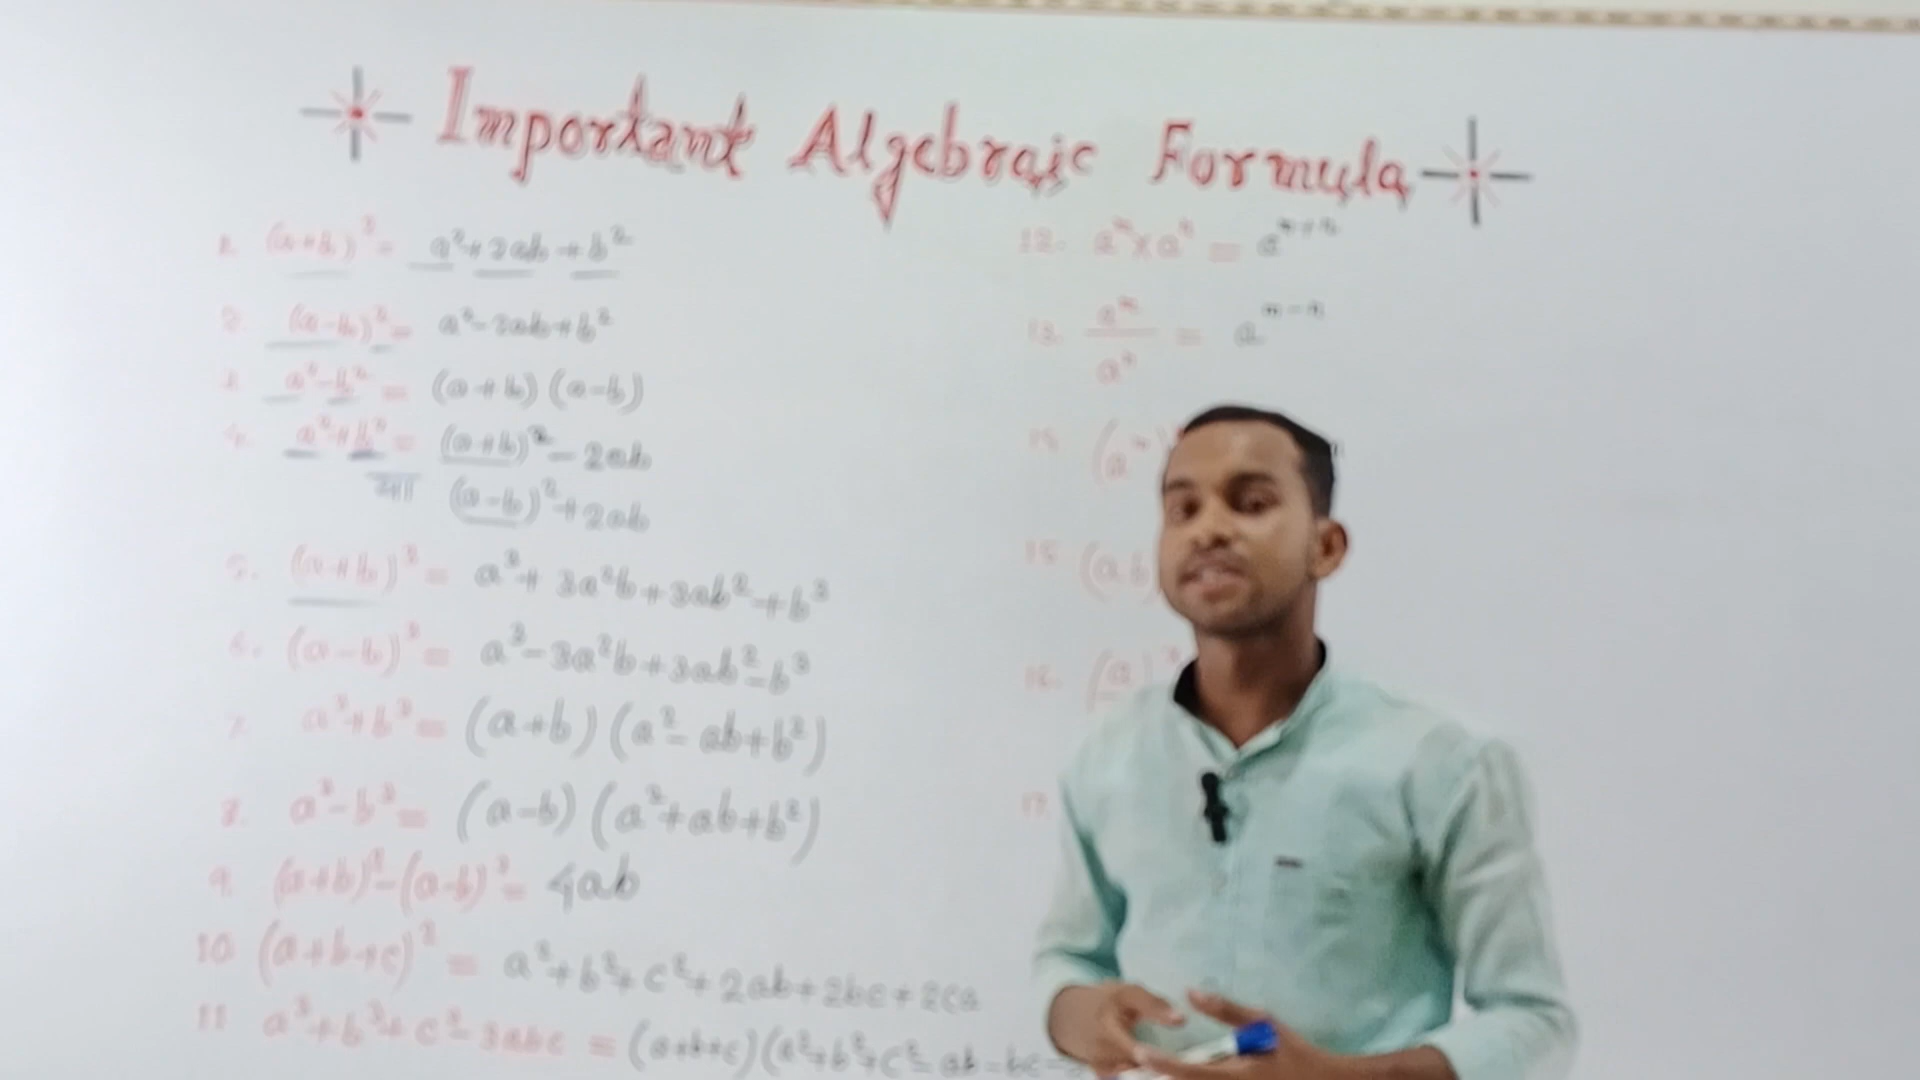 Important Algebraic Formula
1. (a+b)² = a²+2ab+b²
2. (a-b)² = a²-2ab+b²
3. a²-b² = (a+b)(a-b)
4. a²+b² = (a+b)²-2ab
(a-b)²+2ab
5. (a+b)³ = a³+3a²b+3ab²+b³
6. (a-b)³ = a³-3a²b+3ab²-b³
7. a³+b³ = (a+b)(a²-ab+b²)
8. a³-b³ = (a-b)(a²+ab+b²)
9. (a+b)²-(a-b)² = 4ab
10 (a+b+c)² = a²+b²+c²+2ab+2bc+2ca
11 a³+b³+c³-3abc = (a+b+c)(a²+b²+c²-ab-bc-
12. aᵐ×aⁿ = aᵐ⁺ⁿ
13. aᵐ/aⁿ = aᵐ⁻ⁿ
14. (aᵐ)
15. (ab
16. (a
17.